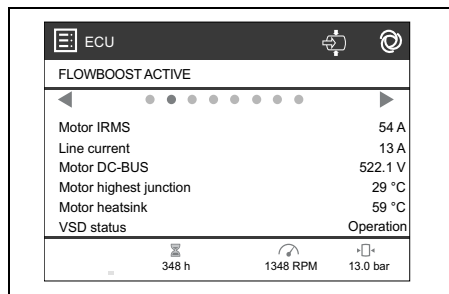 ECU
FLOWBOOST ACTIVE
Motor IRMS 54 A
Line current 13 A
Motor DC-BUS 522.1 V
Motor highest junction 29 °C
Motor heatsink 59 °C
VSD status Operation
348 h 1348 RPM 13.0 bar